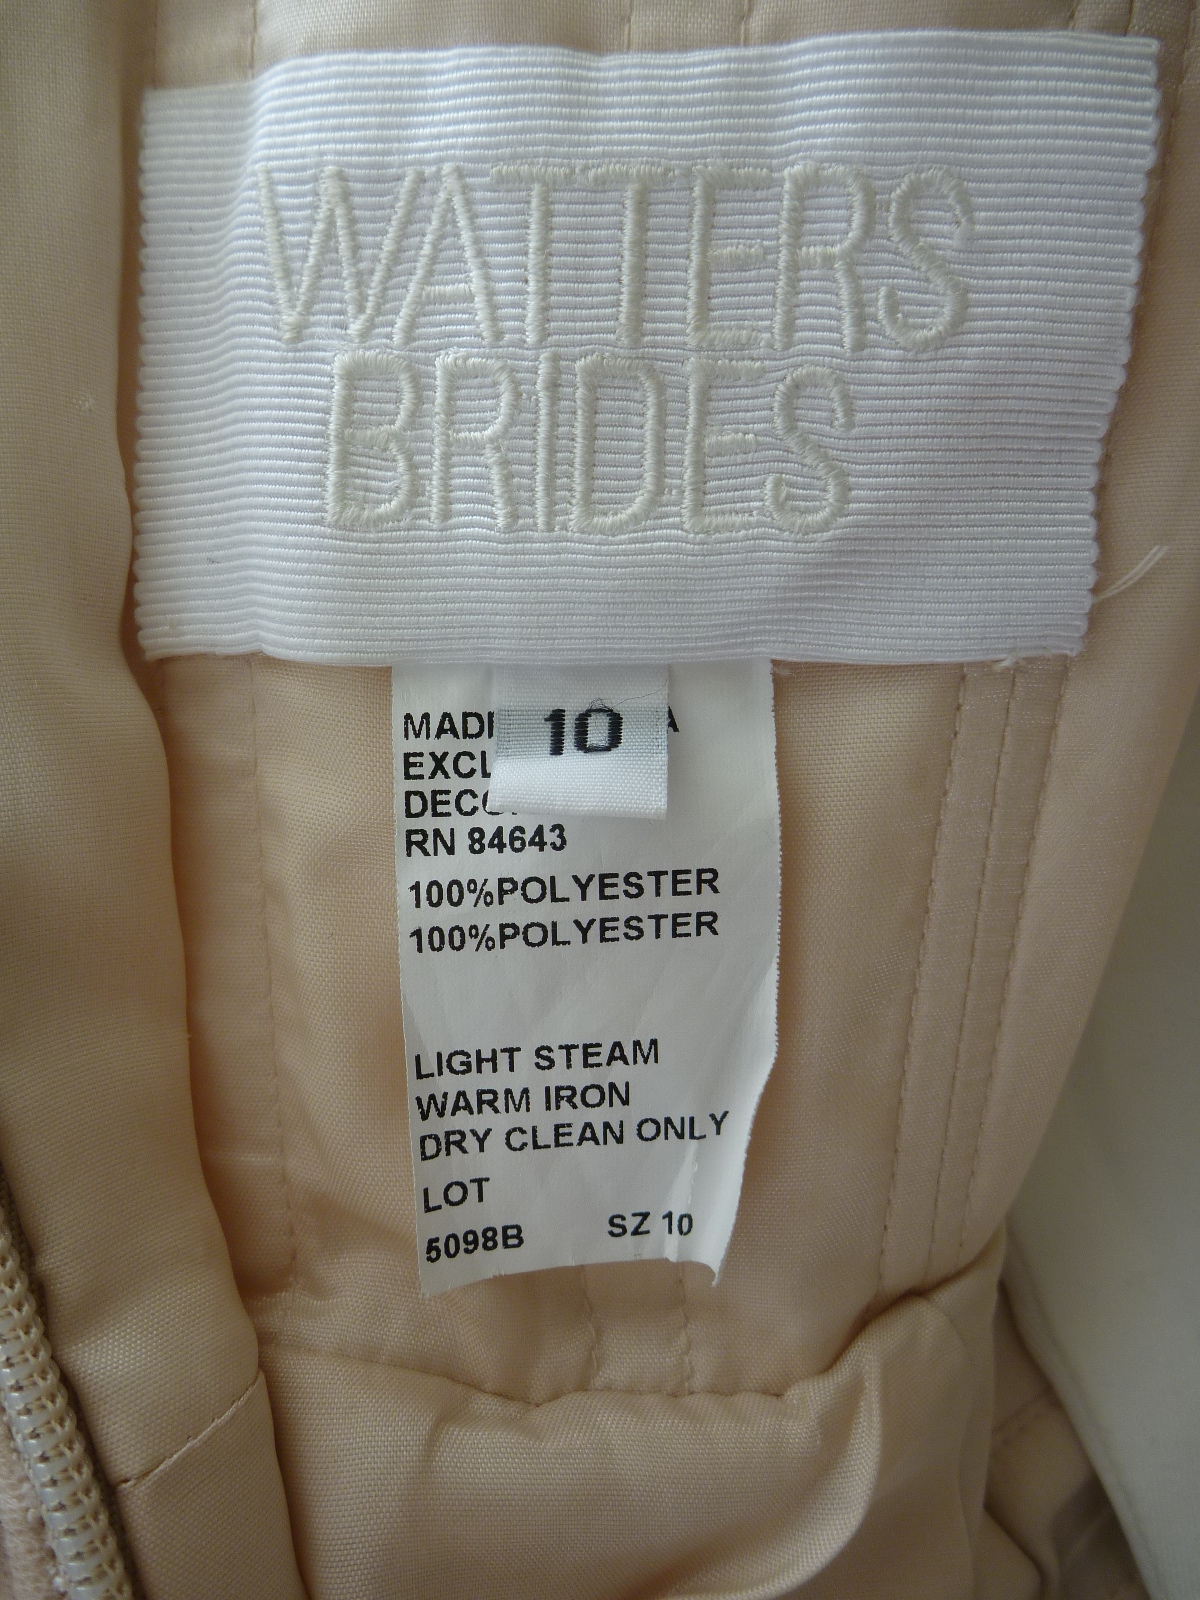 WATTERS
BRIDES
10
RN 84643
100%POLYESTER
100%POLYESTER
LIGHT STEAM
WARM IRON
DRY CLEAN ONLY
LOT
5098B SZ 10